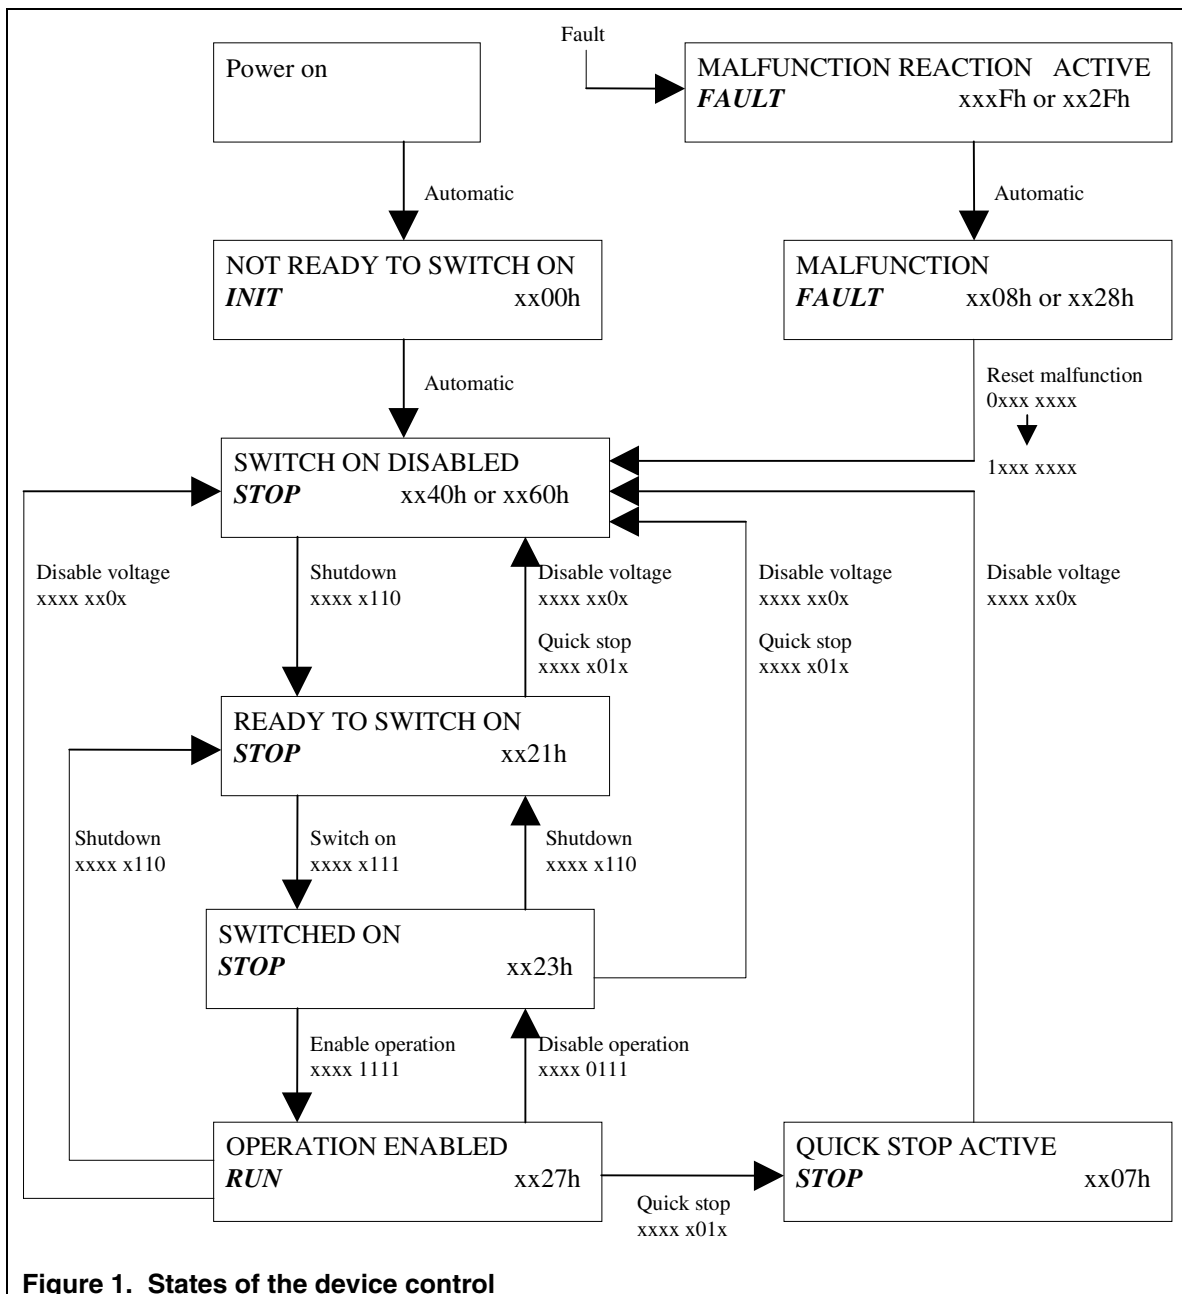 Fault
Power on
MALFUNCTION REACTION ACTIVE
FAULT xxxFh or xx2Fh
Automatic
Automatic
NOT READY TO SWITCH ON
INIT xx00h
MALFUNCTION
FAULT xx08h or xx28h
Automatic
Reset malfunction
0xxx xxxx
1xxx xxxx
SWITCH ON DISABLED
STOP xx40h or xx60h
Disable voltage
xxxx xx0x
Shutdown
xxxx x110
Disable voltage
xxxx xx0x
Quick stop
xxxx x01x
Disable voltage
xxxx xx0x
Quick stop
xxxx x01x
Disable voltage
xxxx xx0x
READY TO SWITCH ON
STOP xx21h
Shutdown
xxxx x110
Switch on
xxxx x111
Shutdown
xxxx x110
SWITCHED ON
STOP xx23h
Enable operation
xxxx 1111
Disable operation
xxxx 0111
OPERATION ENABLED
RUN xx27h
Quick stop
xxxx x01x
QUICK STOP ACTIVE
STOP xx07h
Figure 1. States of the device control